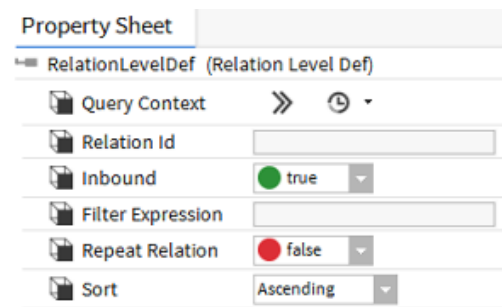 Property Sheet
RelationLevelDef (Relation Level Def)
Query Context
Relation Id
Inbound true
Filter Expression
Repeat Relation false
Sort Ascending